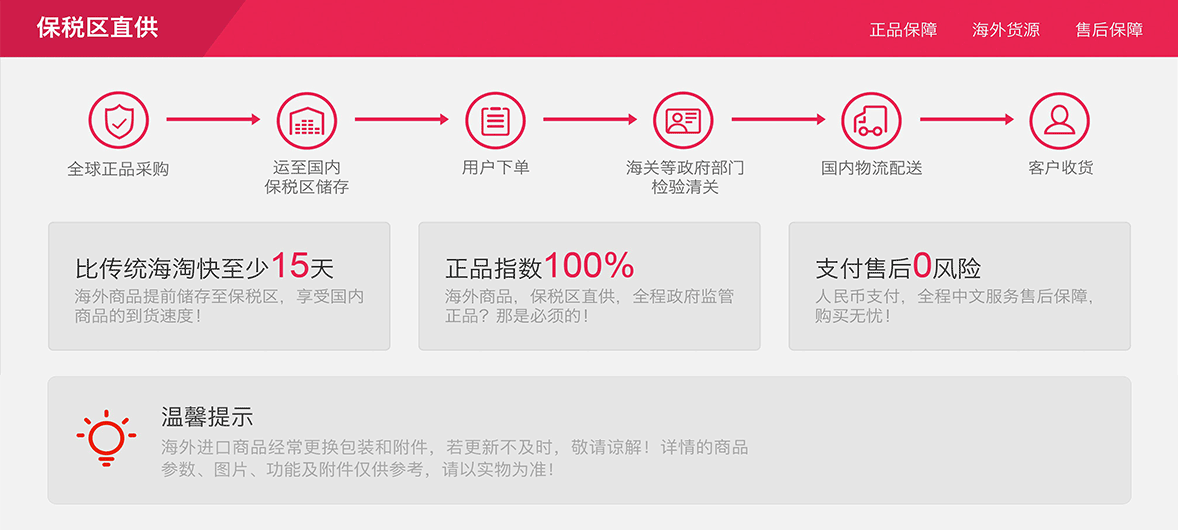 保税区直供
正品保障 海外货源 售后保障
全球正品采购
运至国内
保税区储存
用户下单
海关等政府部门
检验清关
国内物流配送
客户收货
比传统海淘快至少15天
海外商品提前储存至保税区，享受国内
商品的到货速度！
正品指数100%
海外商品，保税区直供，全程政府监管
正品？那是必须的！
支付售后0风险
人民币支付，全程中文服务售后保障，
购买无忧！
温馨提示
海外进口商品经常更换包装和附件，若更新不及时，敬请谅解！详情的商品
参数、图片、功能及附件仅供参考，请以实物为准！